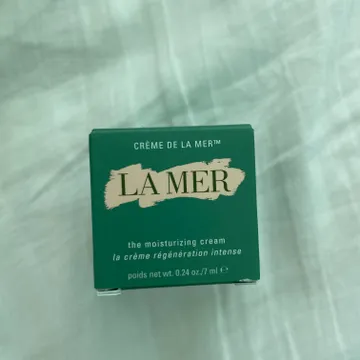 CRÈME DE LA MER™
LA MER
the moisturizing cream
la crème régénération intense
poids net wt. 0.24 oz./7 ml ℮